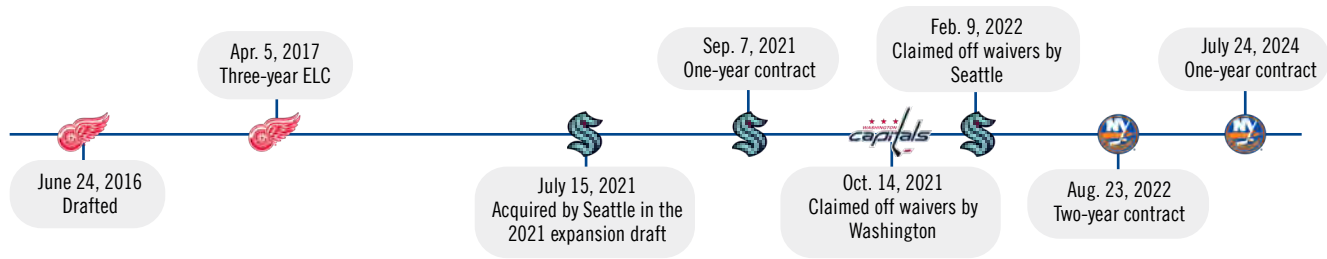 June 24, 2016
Drafted
Apr. 5, 2017
Three-year ELC
July 15, 2021
Acquired by Seattle in the
2021 expansion draft
Sep. 7, 2021
One-year contract
WASHINGTON
capitals
Oct. 14, 2021
Claimed off waivers by
Washington
Feb. 9, 2022
Claimed off waivers by
Seattle
NY
Aug. 23, 2022
Two-year contract
NY
July 24, 2024
One-year contract